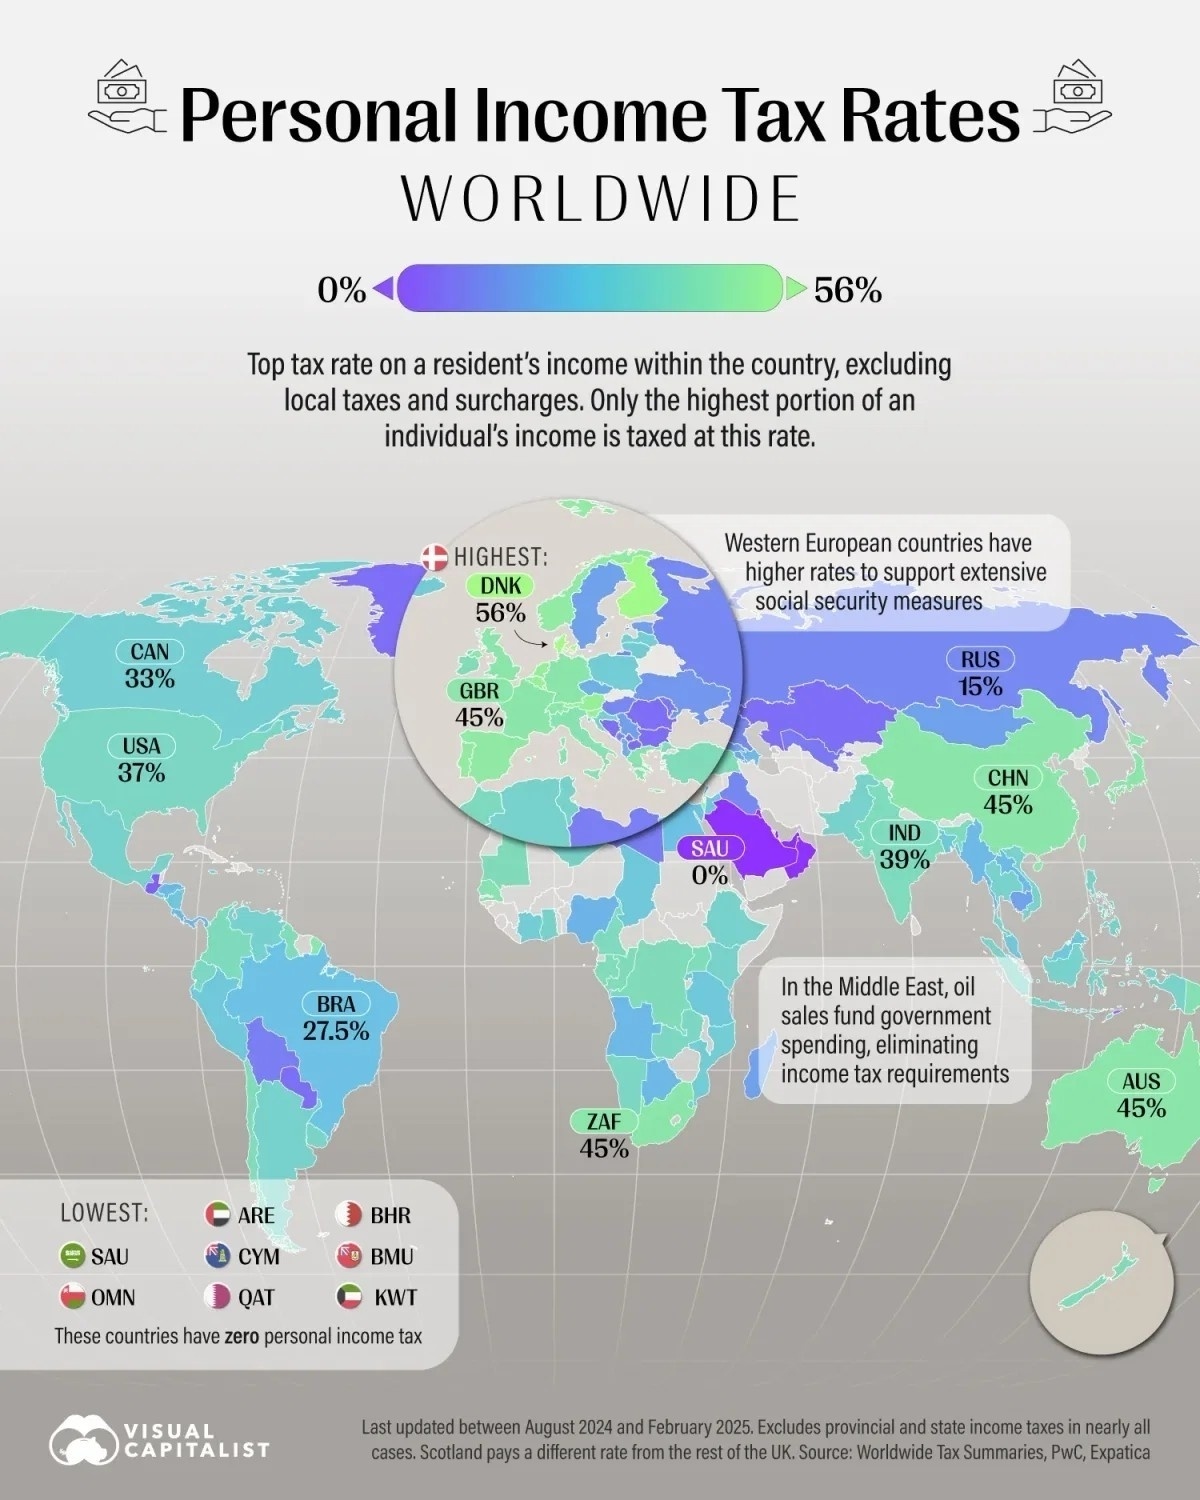 Personal Income Tax Rates
WORLDWIDE
0%
56%
Top tax rate on a resident's income within the country, excluding
local taxes and surcharges. Only the highest portion of an
individual's income is taxed at this rate.
HIGHEST:
DNK
56%
Western European countries have
higher rates to support extensive
social security measures
CAN
33%
RUS
15%
GBR
45%
USA
37%
CHN
45%
IND
39%
SAU
0%
In the Middle East, oil
sales fund government
spending, eliminating
income tax requirements
BRA
27.5%
AUS
45%
ZAF
45%
LOWEST:
ARE
BHR
SAU
CYM
BMU
OMN
QAT
KWT
These countries have zero personal income tax
VISUAL
CAPITALIST
Last updated between August 2024 and February 2025. Excludes provincial and state income taxes in nearly all
cases. Scotland pays a different rate from the rest of the UK. Source: Worldwide Tax Summaries, PwC, Expatica